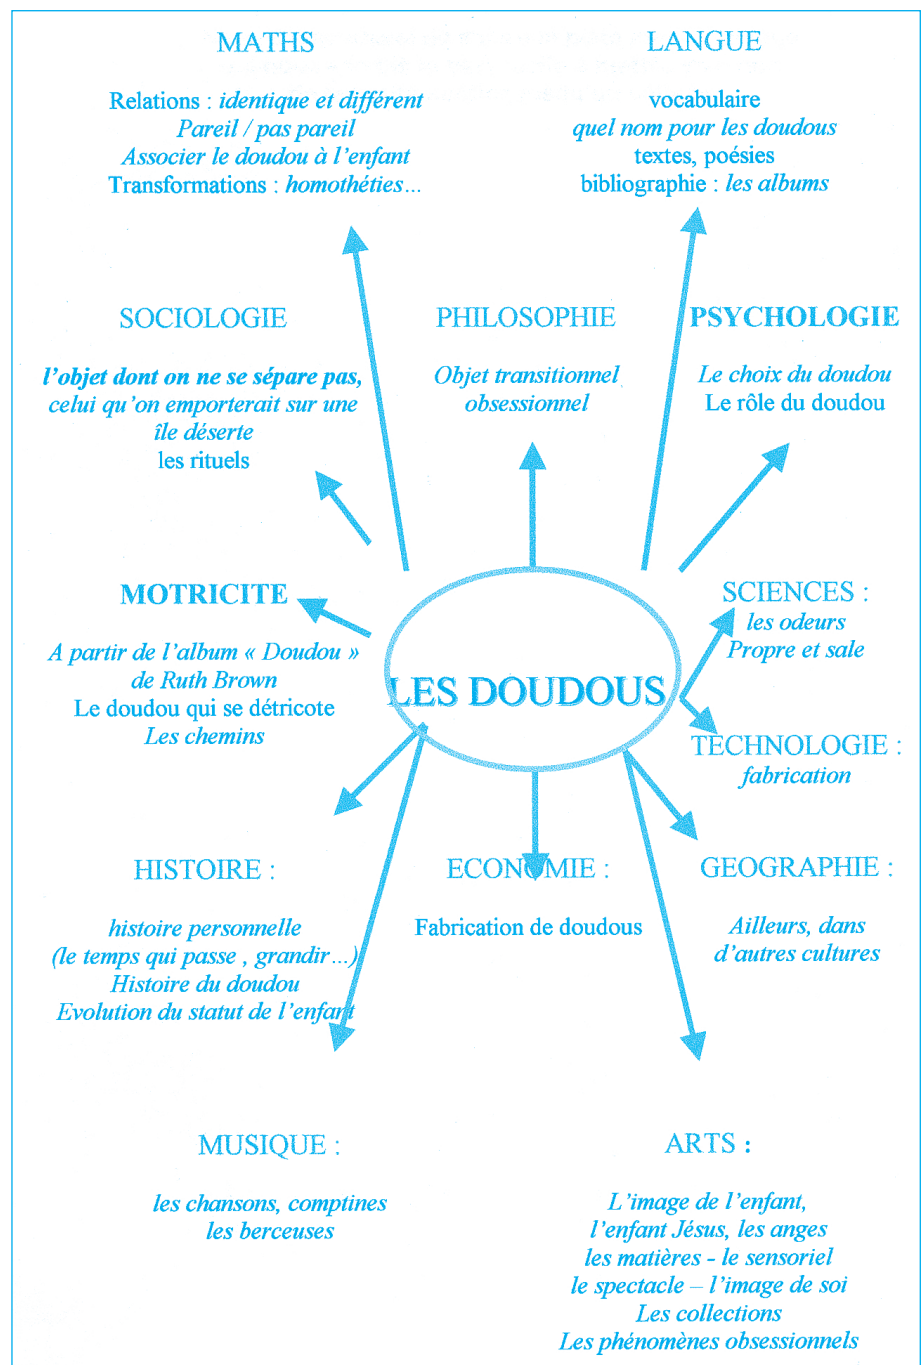 MATHS
Relations : identique et différent
Pareil / pas pareil
Associer le doudou à l'enfant
Transformations : homothéties...
LANGUE
vocabulaire
quel nom pour les doudous
textes, poésies
bibliographie : les albums
SOCIOLOGIE
l'objet dont on ne se sépare pas,
celui qu'on emporterait sur une
île déserte
les rituels
PHILOSOPHIE
Objet transitionnel
obsessionnel
PSYCHOLOGIE
Le choix du doudou
Le rôle du doudou
MOTRICITE
A partir de l'album « Doudou »
de Ruth Brown
Le doudou qui se détricote
Les chemins
LES DOUDOUS
SCIENCES :
les odeurs
Propre et sale
TECHNOLOGIE :
fabrication
HISTOIRE :
histoire personnelle
(le temps qui passe , grandir...)
Histoire du doudou
Evolution du statut de l'enfant
ECONOMIE :
Fabrication de doudous
GEOGRAPHIE :
Ailleurs, dans
d'autres cultures
MUSIQUE :
les chansons, comptines
les berceuses
ARTS :
L'image de l'enfant,
l'enfant Jésus, les anges
les matières - le sensoriel
le spectacle – l'image de soi
Les collections
Les phénomènes obsessionnels